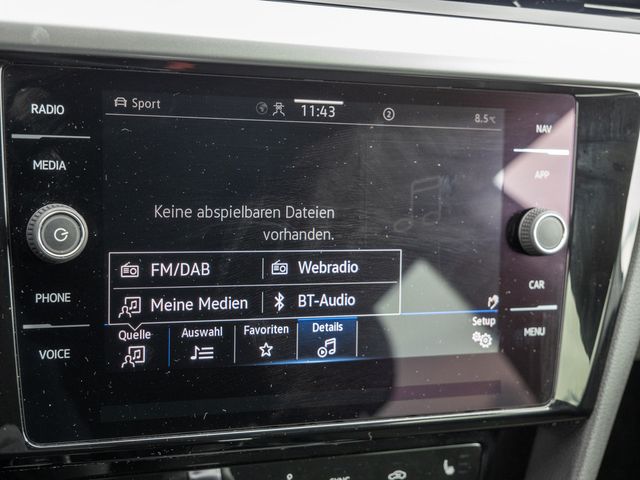 Sport 11:43 2 8.5°C
RADIO
MEDIA
PHONE
VOICE
Keine abspielbaren Dateien
vorhanden.
FM/DAB Webradio
Meine Medien BT-Audio
Quelle Auswahl Favoriten Details Setup
NAV
APP
CAR
MENU